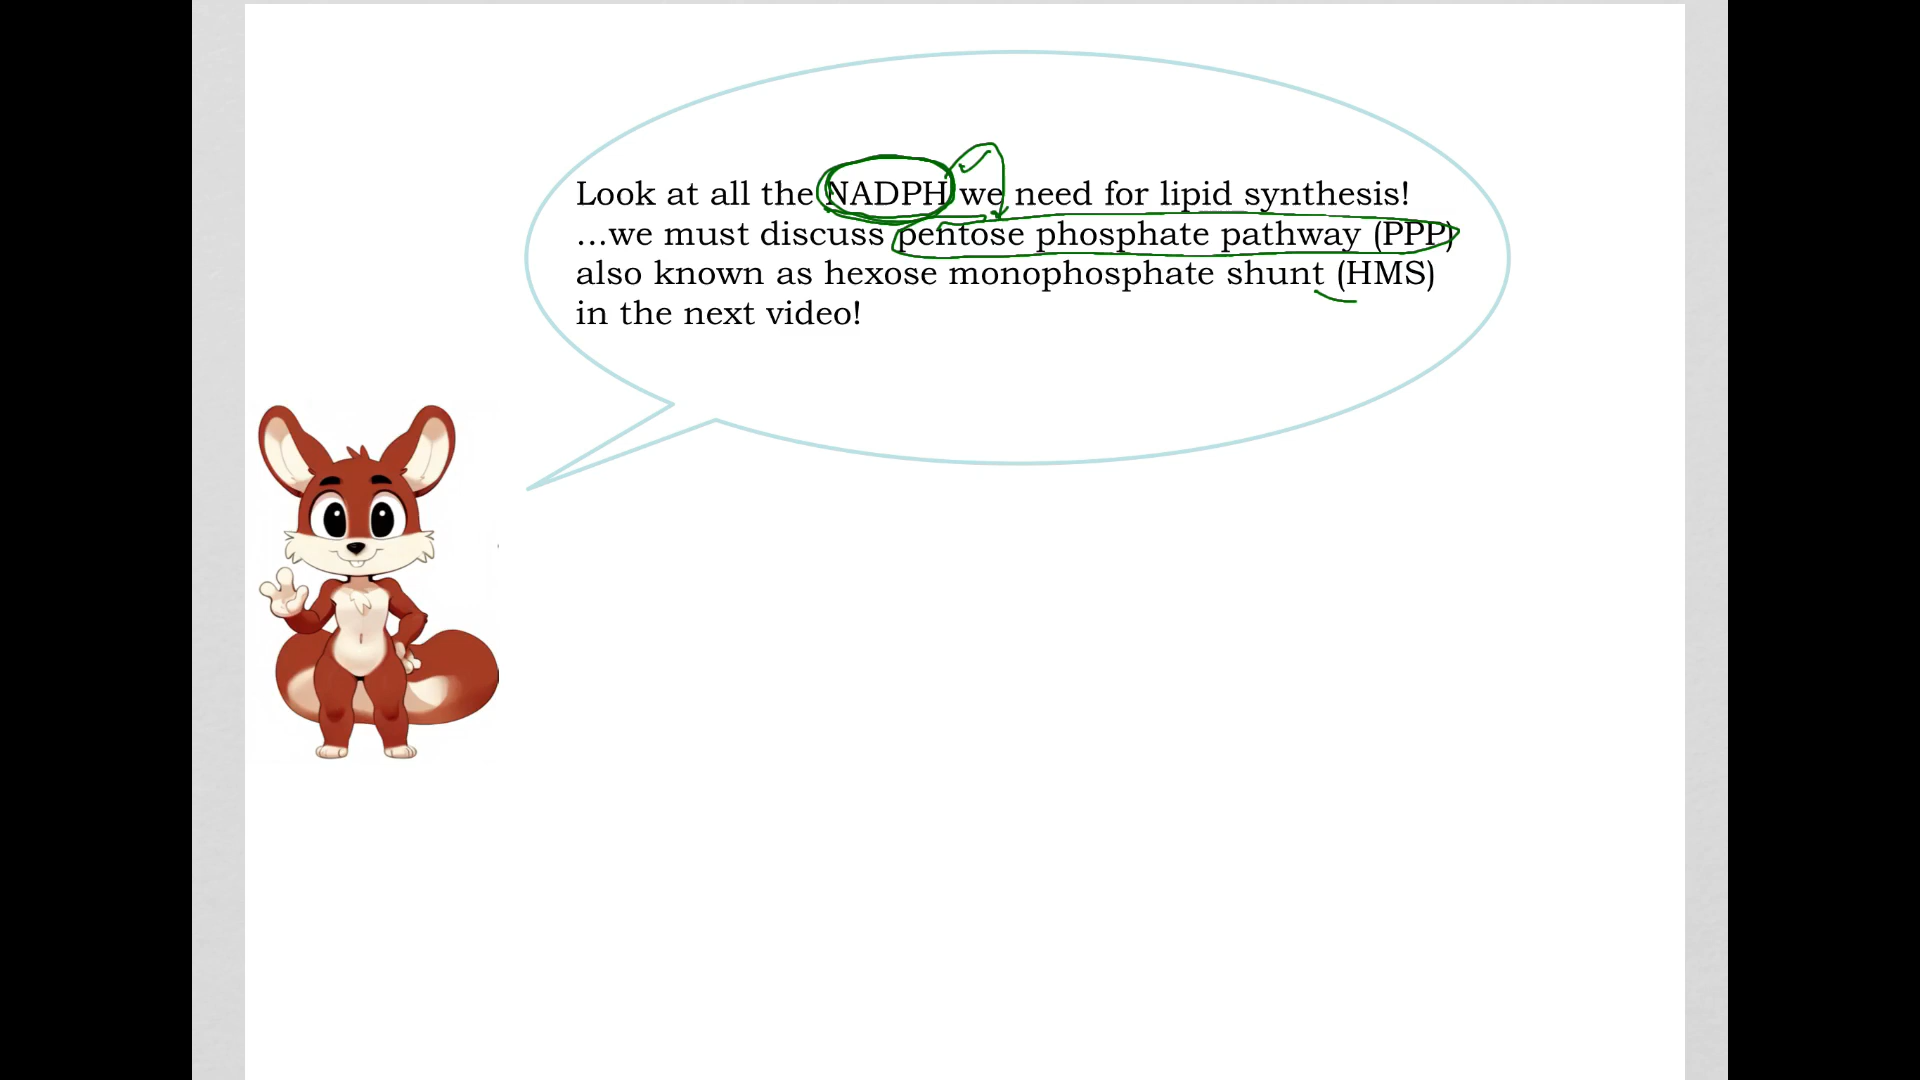 Look at all the NADPH we need for lipid synthesis!
...we must discuss pentose phosphate pathway (PPP)
also known as hexose monophosphate shunt (HMS)
in the next video!